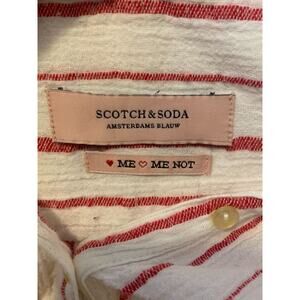 SCOTCH & SODA
AMSTERDAMS BLAUW
♥ ME ♡ ME NOT